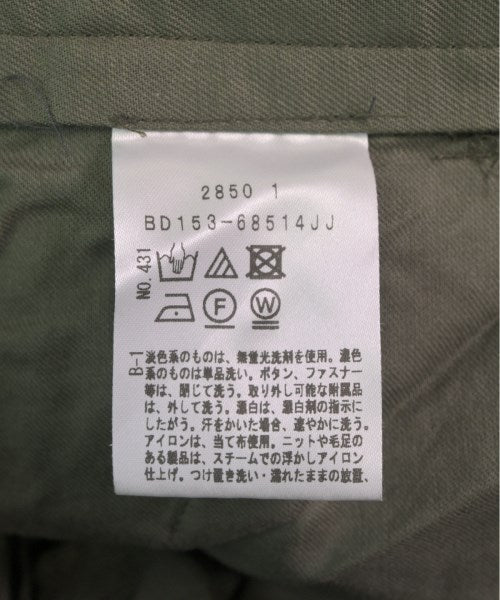 2850 1
BD153-68514JJ
NO.431
F W
B-1
淡色系のものは、無蛍光洗剤を使用。濃色
系のものは単品洗い。ボタン、ファスナー
等は、閉じて洗う。取り外し可能な附属品
は、外して洗う。漂白は、漂白剤の指示に
したがう。汗をかいた場合、速やかに洗う。
アイロンは、当て布使用。ニットや毛足の
ある製品は、スチームでの浮かしアイロン
仕上げ。つけ置き洗い・濡れたままの放置、